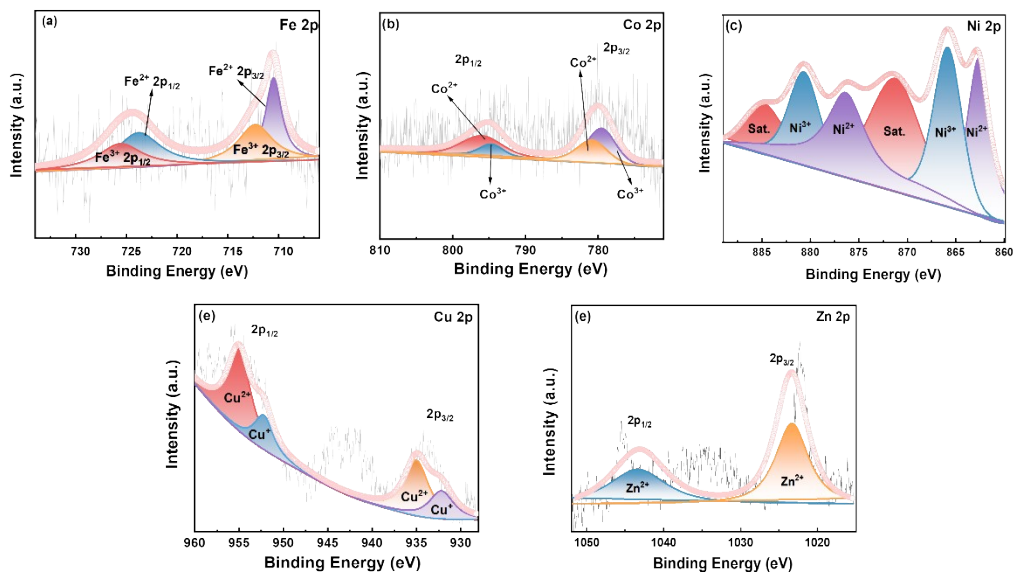 (a)
Fe 2p
Fe²⁺ 2p₃/₂
Fe²⁺ 2p₁/₂
Fe³⁺ 2p₁/₂
Fe³⁺ 2p₃/₂
Intensity (a.u.)
730
720
710
Binding Energy (eV)
(b)
Co 2p
2p₁/₂
2p₃/₂
Co²⁺
Co²⁺
Co³⁺
Co³⁺
Intensity (a.u.)
810
800
790
780
Binding Energy (eV)
(c)
Ni 2p
Sat.
Ni³⁺
Ni²⁺
Sat.
Ni³⁺
Ni²⁺
Intensity (a.u.)
885
880
875
870
865
860
Binding Energy (eV)
(e)
Cu 2p
2p₁/₂
2p₃/₂
Cu²⁺
Cu⁺
Cu²⁺
Cu⁺
Intensity (a.u.)
960
955
950
945
940
935
930
Binding Energy (eV)
(e)
Zn 2p
2p₃/₂
2p₁/₂
Zn²⁺
Zn²⁺
Intensity (a.u.)
1050
1040
1030
1020
Binding Energy (eV)